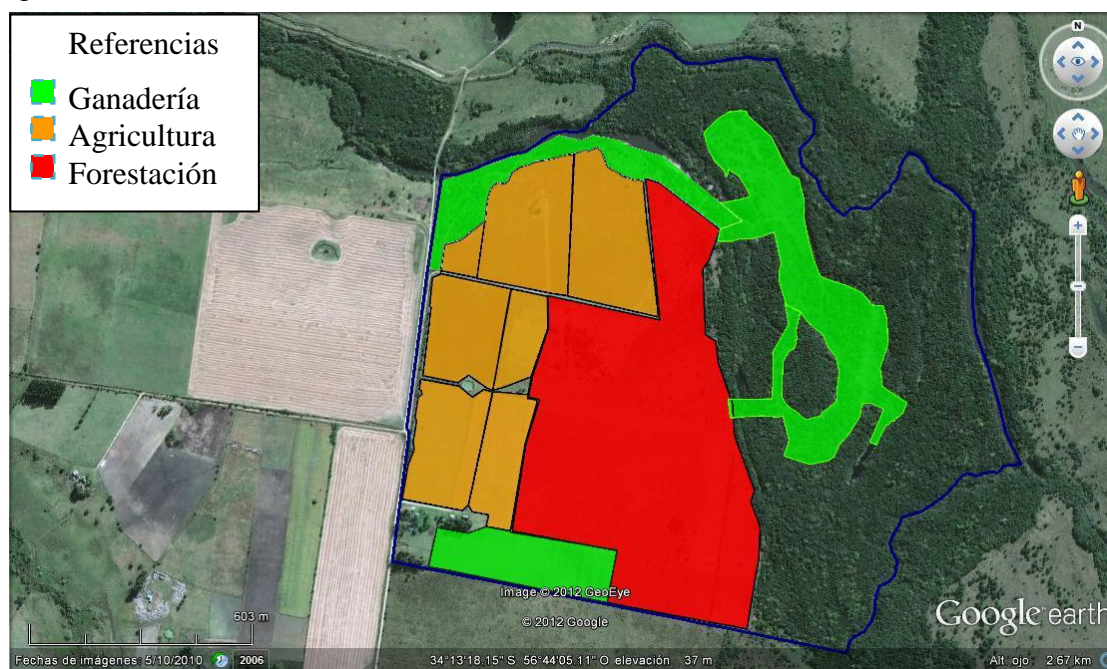 Referencias
Ganadería
Agricultura
Forestación
N
603 m
Image © 2012 GeoEye
© 2012 Google
Google earth
Fechas de imágenes: 5/10/2010 2006 34°13'18.15" S 56°44'05.11" O elevación 37 m Alt. ojo 2.67 km